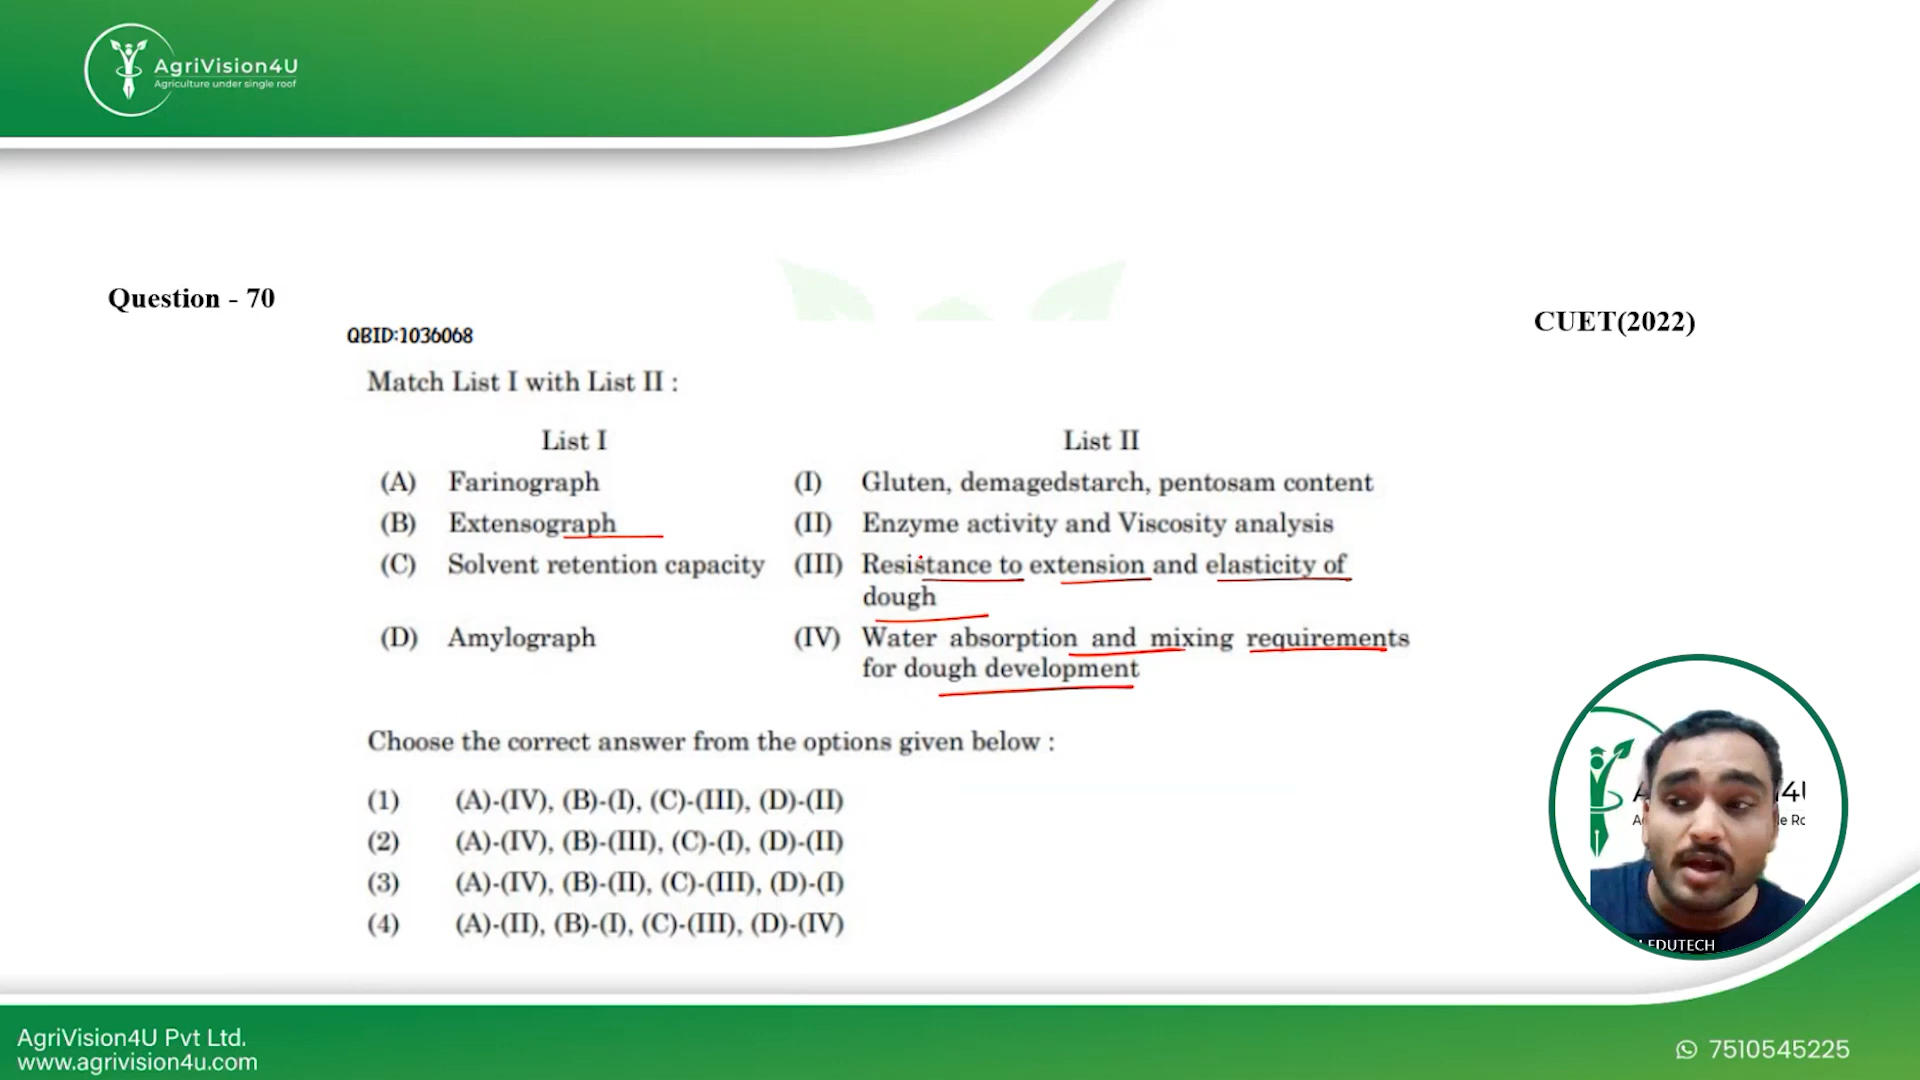 AgriVision4U
Agriculture under single roof
Question - 70
CUET(2022)
QBID:1036068
Match List I with List II :
List I List II
(A) Farinograph (I) Gluten, demagedstarch, pentosam content
(B) Extensograph (II) Enzyme activity and Viscosity analysis
(C) Solvent retention capacity (III) Resistance to extension and elasticity of
dough
(D) Amylograph (IV) Water absorption and mixing requirements
for dough development
Choose the correct answer from the options given below :
(1) (A)-(IV), (B)-(I), (C)-(III), (D)-(II)
(2) (A)-(IV), (B)-(III), (C)-(I), (D)-(II)
(3) (A)-(IV), (B)-(II), (C)-(III), (D)-(I)
(4) (A)-(II), (B)-(I), (C)-(III), (D)-(IV)
EDUTECH
AgriVision4U Pvt Ltd.
www.agrivision4u.com
7510545225